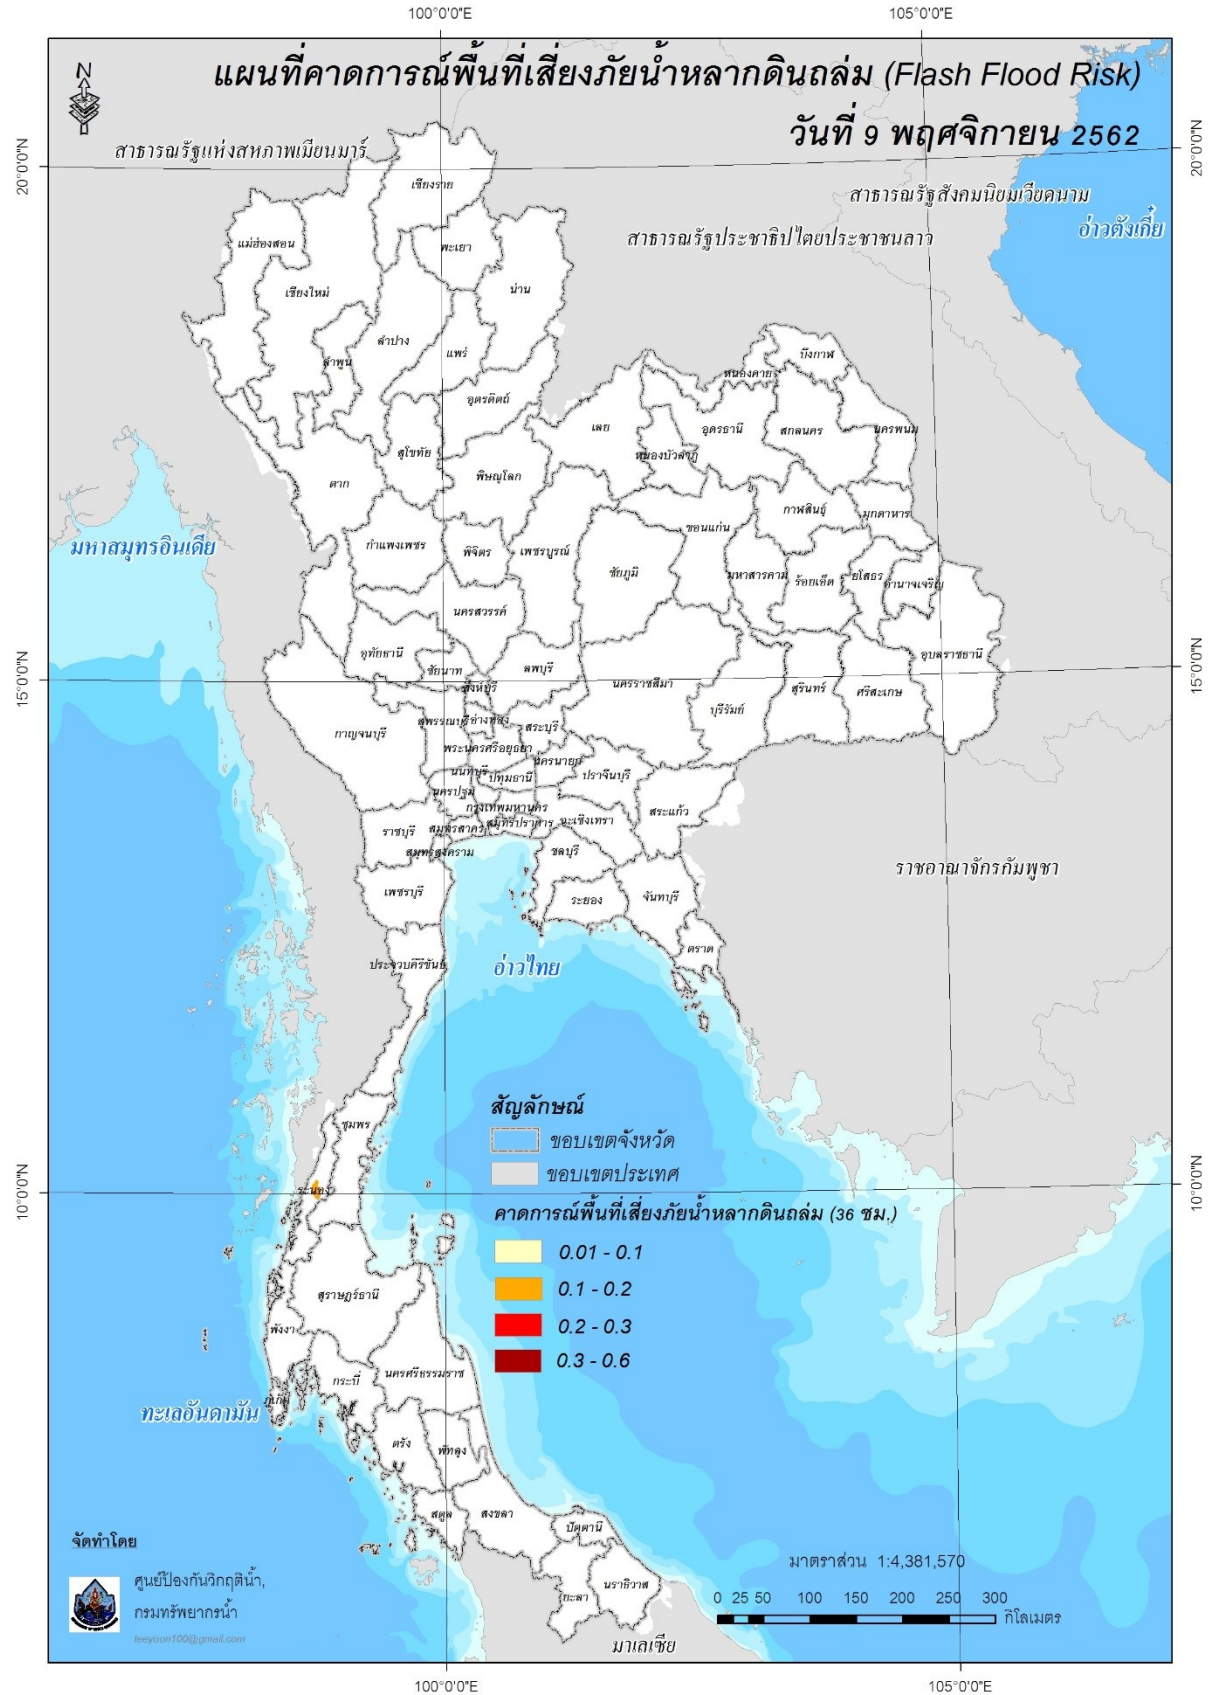 100°0'0"E
105°0'0"E
แผนที่คาดการณ์พื้นที่เสี่ยงภัยน้ำหลากดินถล่ม (Flash Flood Risk)
วันที่ 9 พฤศจิกายน 2562
N
20°0'0"N
20°0'0"N
สาธารณรัฐแห่งสหภาพเมียนมาร์
สาธารณรัฐสังคมนิยมเวียดนาม
สาธารณรัฐประชาธิปไตยประชาชนลาว
อ่าวตังเกี๋ย
เชียงราย
แม่ฮ่องสอน
พะเยา
เชียงใหม่
น่าน
ลำปาง
แพร่
ลำพูน
อุตรดิตถ์
บึงกาฬ
หนองคาย
เลย
อุดรธานี
สกลนคร
นครพนม
สุโขทัย
หนองบัวลำภู
ตาก
พิษณุโลก
กำแพงเพชร
พิจิตร
เพชรบูรณ์
ขอนแก่น
กาฬสินธุ์
มุกดาหาร
มหาสมุทรอินเดีย
ชัยภูมิ
มหาสารคาม
ร้อยเอ็ด
ยโสธร
อำนาจเจริญ
นครสวรรค์
อุทัยธานี
ชัยนาท
ลพบุรี
นครราชสีมา
อุบลราชธานี
15°0'0"N
15°0'0"N
สิงห์บุรี
บุรีรัมย์
สุรินทร์
ศรีสะเกษ
กาญจนบุรี
สุพรรณบุรี
อ่างทอง
สระบุรี
พระนครศรีอยุธยา
นครนายก
นนทบุรี
ปทุมธานี
ปราจีนบุรี
นครปฐม
กรุงเทพมหานคร
สระแก้ว
ราชบุรี
สมุทรสาคร
สมุทรปราการ
ฉะเชิงเทรา
สมุทรสงคราม
ชลบุรี
เพชรบุรี
ระยอง
จันทบุรี
ราชอาณาจักรกัมพูชา
ตราด
ประจวบคีรีขันธ์
อ่าวไทย
สัญลักษณ์
ขอบเขตจังหวัด
ขอบเขตประเทศ
ชุมพร
ระนอง
10°0'0"N
10°0'0"N
คาดการณ์พื้นที่เสี่ยงภัยน้ำหลากดินถล่ม (36 ชม.)
0.01 - 0.1
0.1 - 0.2
0.2 - 0.3
0.3 - 0.6
สุราษฎร์ธานี
พังงา
กระบี่
นครศรีธรรมราช
ภูเก็ต
ทะเลอันดามัน
ตรัง
พัทลุง
สตูล
สงขลา
ปัตตานี
ยะลา
นราธิวาส
มาเลเซีย
จัดทำโดย
ศูนย์ป้องกันวิกฤติน้ำ,
กรมทรัพยากรน้ำ
feeyoon100@gmail.com
มาตราส่วน 1:4,381,570
0 25 50 100 150 200 250 300
กิโลเมตร
100°0'0"E
105°0'0"E